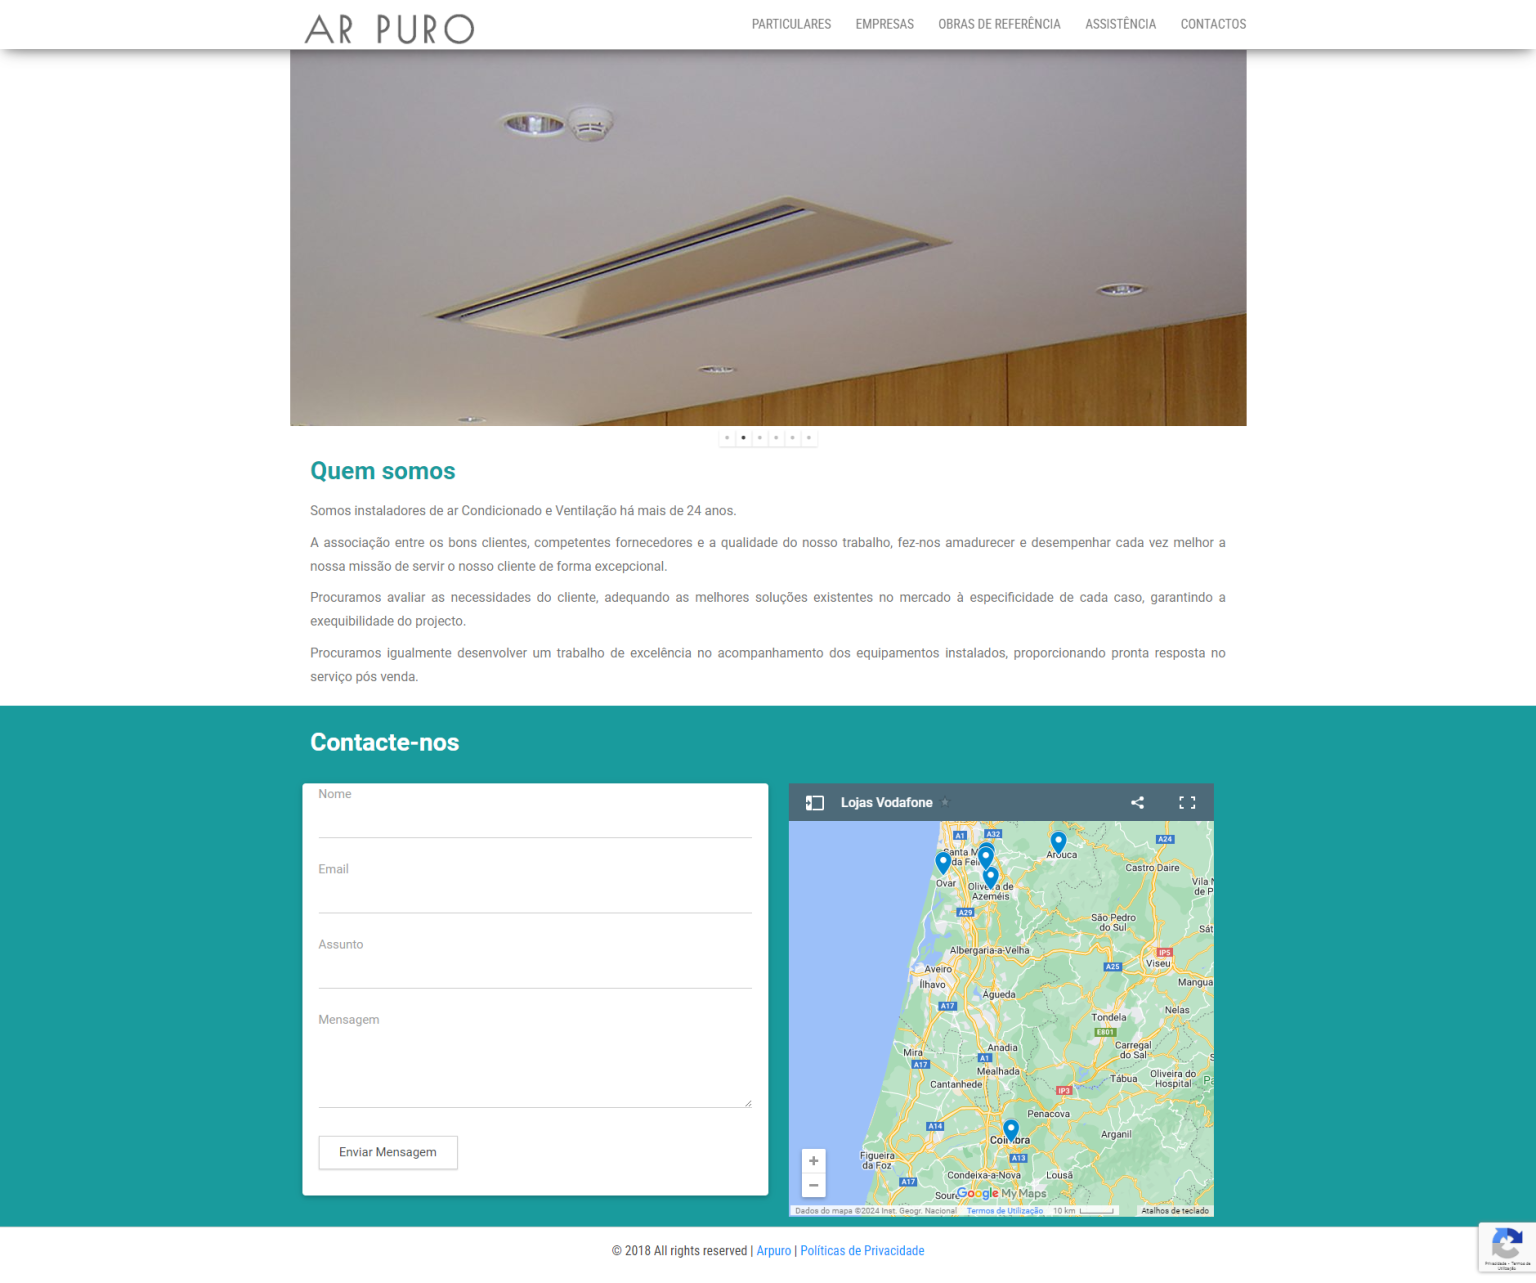 AR PURO
PARTICULARES EMPRESAS OBRAS DE REFERÊNCIA ASSISTÊNCIA CONTACTOS
Quem somos
Somos instaladores de ar Condicionado e Ventilação há mais de 24 anos.
A associação entre os bons clientes, competentes fornecedores e a qualidade do nosso trabalho, fez-nos amadurecer e desempenhar cada vez melhor a
nossa missão de servir o nosso cliente de forma excepcional.
Procuramos avaliar as necessidades do cliente, adequando as melhores soluções existentes no mercado à especificidade de cada caso, garantindo a
exequibilidade do projecto.
Procuramos igualmente desenvolver um trabalho de excelência no acompanhamento dos equipamentos instalados, proporcionando pronta resposta no
serviço pós venda.
Contacte-nos
Nome
Email
Assunto
Mensagem
Enviar Mensagem
Lojas Vodafone
A1
A32
A24
Santa M
da Fei
Arouca
Castro Daire
Ovar
Oliv de
Azeméis
Vila
de P
A29
São Pedro
do Sul
Sát
Albergaria-a-Velha
IP5
Viseu
A25
Aveiro
Ílhavo
Águeda
Mangua
A17
Nelas
Tondela
E801
Carregal
do Sal
Mira
Anadia
A1
A17
Mealhada
Oliveira do
Hospital
Tábua
Cantanhede
IP3
Penacova
A14
Arganil
Coimbra
A13
Figueira
da Foz
Condeixa-a-Nova
Lousã
A17
Soure
Google My Maps
Dados do mapa ©2024 Inst. Geogr. Nacional Termos de Utilização 10 km Atalhos de teclado
© 2018 All rights reserved | Arpuro | Políticas de Privacidade
Privacidade - Termos de
Utilização